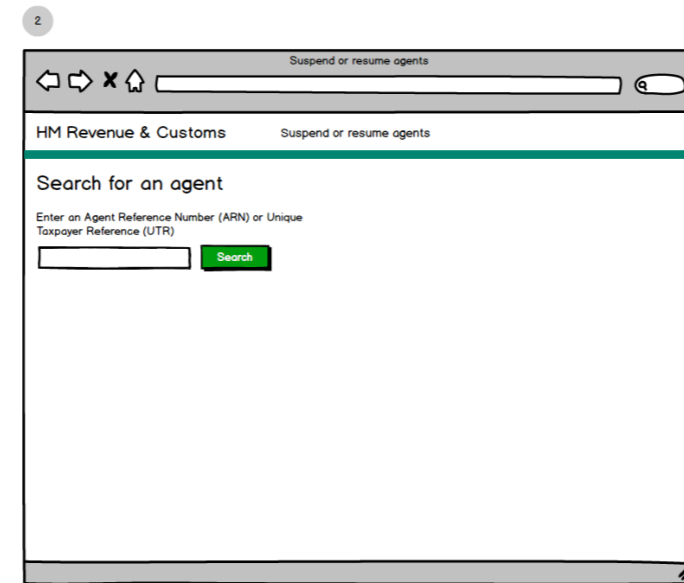 2
Suspend or resume agents
HM Revenue & Customs
Suspend or resume agents
Search for an agent
Enter an Agent Reference Number (ARN) or Unique
Taxpayer Reference (UTR)
Search